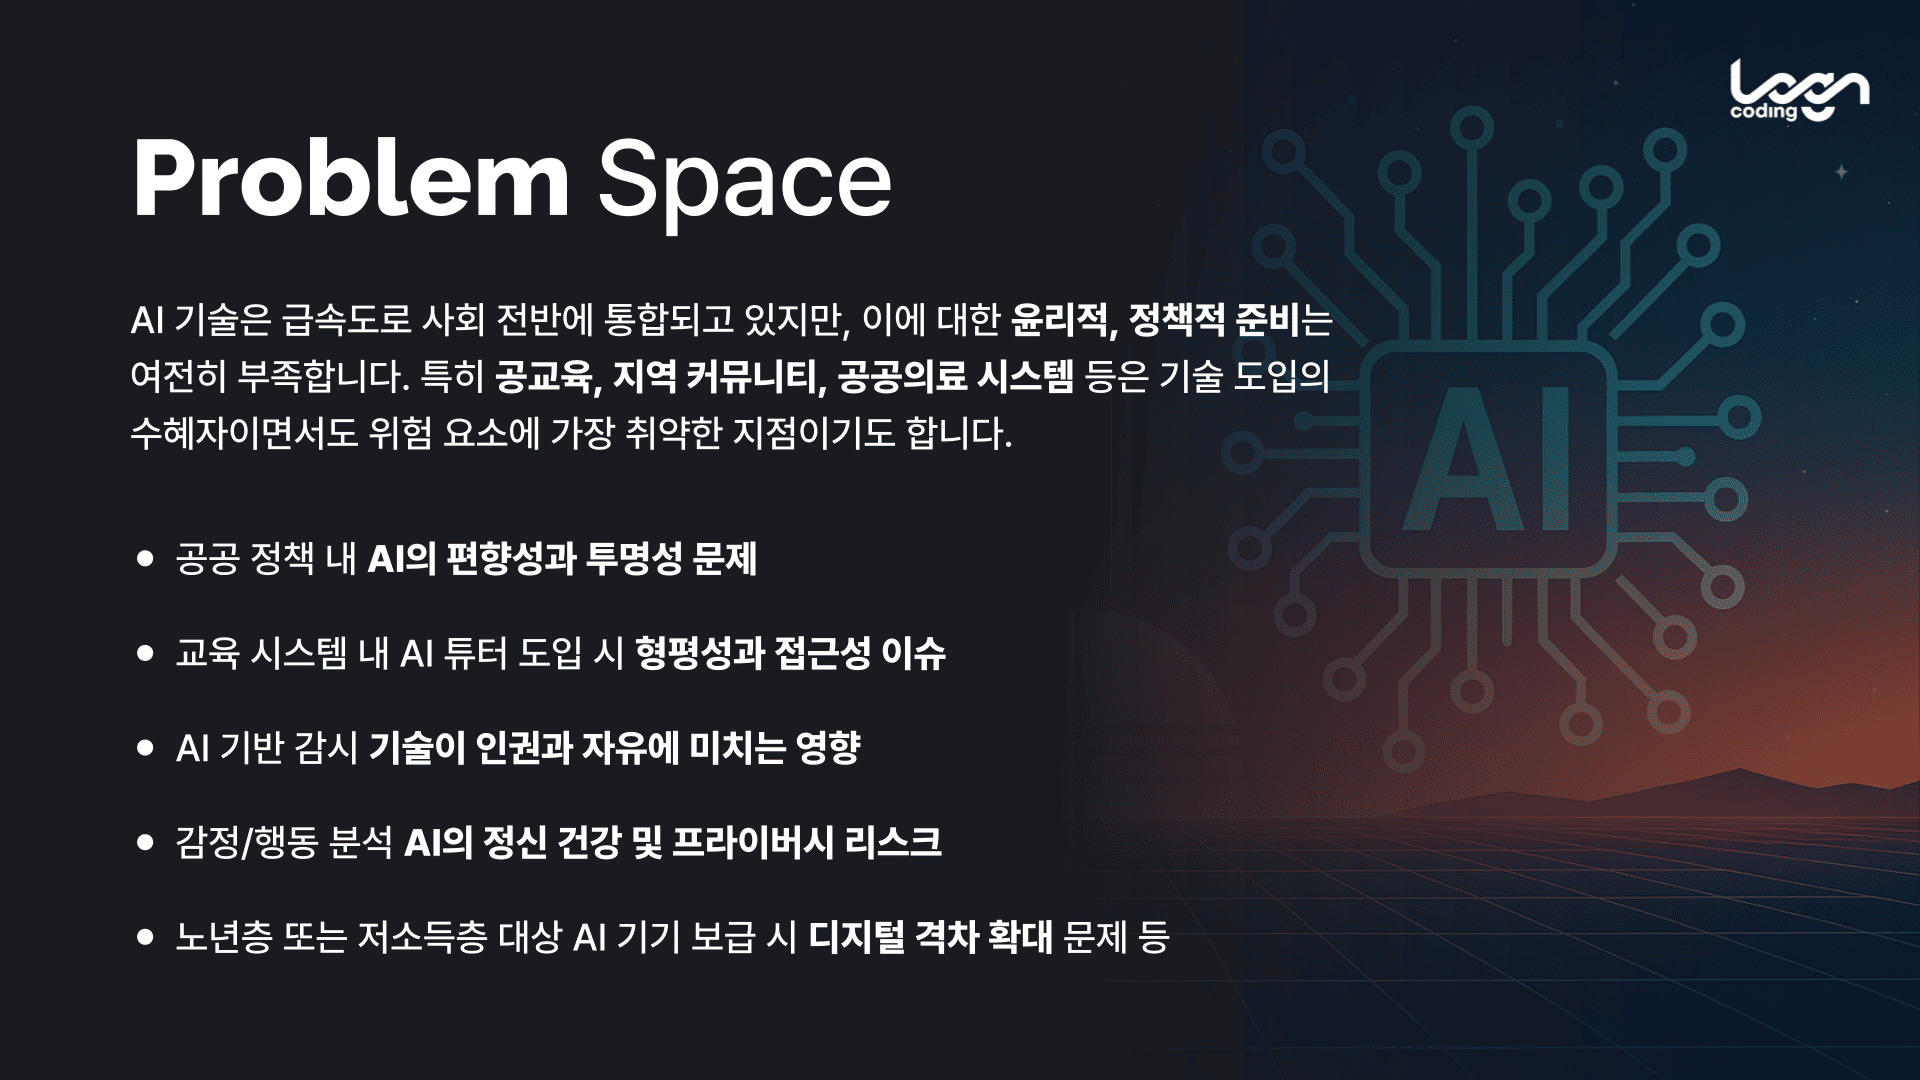 Logn
coding
Problem Space
AI 기술은 급속도로 사회 전반에 통합되고 있지만, 이에 대한 윤리적, 정책적 준비는
여전히 부족합니다. 특히 공교육, 지역 커뮤니티, 공공의료 시스템 등은 기술 도입의
수혜자이면서도 위험 요소에 가장 취약한 지점이기도 합니다.
• 공공 정책 내 AI의 편향성과 투명성 문제
• 교육 시스템 내 AI 튜터 도입 시 형평성과 접근성 이슈
• AI 기반 감시 기술이 인권과 자유에 미치는 영향
• 감정/행동 분석 AI의 정신 건강 및 프라이버시 리스크
• 노년층 또는 저소득층 대상 AI 기기 보급 시 디지털 격차 확대 문제 등
AI